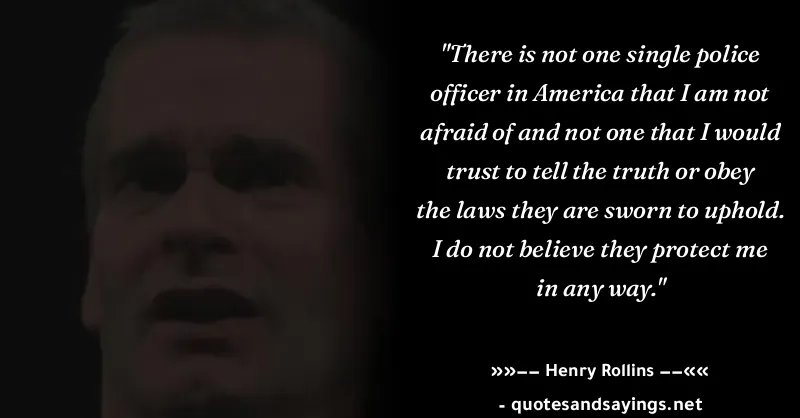 "There is not one single police
officer in America that I am not
afraid of and not one that I would
trust to tell the truth or obey
the laws they are sworn to uphold.
I do not believe they protect me
in any way."
»»—— Henry Rollins ——««
- quotesandsayings.net